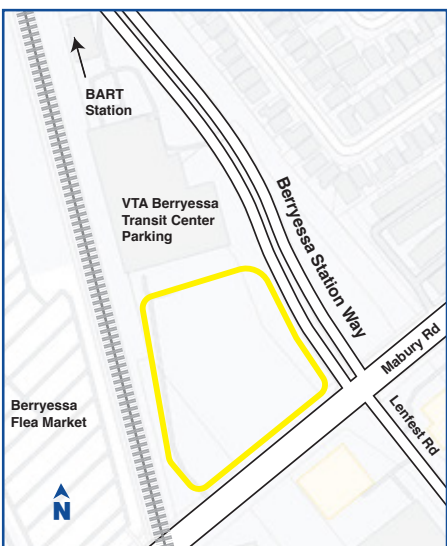 BART
Station
VTA Berryessa
Transit Center
Parking
Berryessa Station Way
Mabury Rd
Lenfest Rd
Berryessa
Flea Market
N